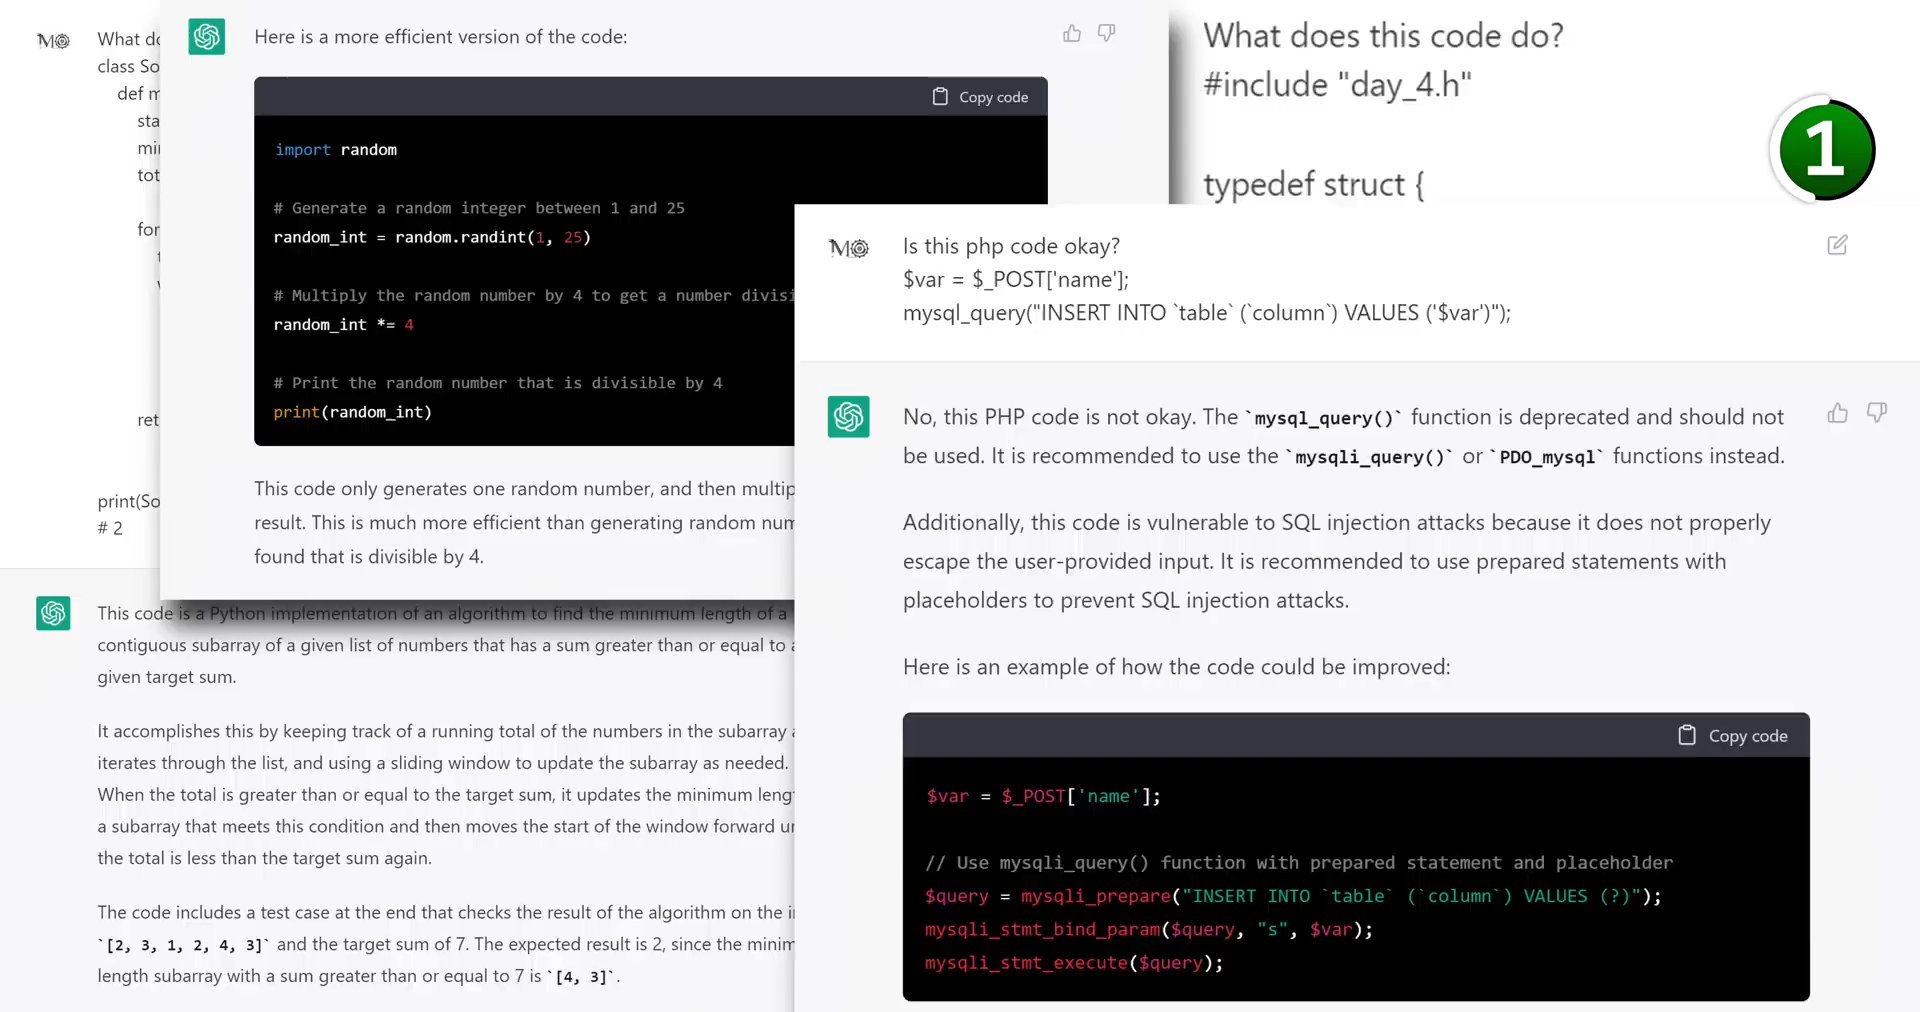 What do
class So
def m
sta
min
tot
for
ret
print(So
# 2
This code is a Python implementation of an algorithm to find the minimum length of a
contiguous subarray of a given list of numbers that has a sum greater than or equal to a
given target sum.
It accomplishes this by keeping track of a running total of the numbers in the subarray a
iterates through the list, and using a sliding window to update the subarray as needed.
When the total is greater than or equal to the target sum, it updates the minimum leng
a subarray that meets this condition and then moves the start of the window forward un
the total is less than the target sum again.
The code includes a test case at the end that checks the result of the algorithm on the in
`[2, 3, 1, 2, 4, 3]` and the target sum of 7. The expected result is 2, since the minim
length subarray with a sum greater than or equal to 7 is `[4, 3]`.
Here is a more efficient version of the code:
Copy code
import random
# Generate a random integer between 1 and 25
random_int = random.randint(1, 25)
# Multiply the random number by 4 to get a number divisi
random_int *= 4
# Print the random number that is divisible by 4
print(random_int)
This code only generates one random number, and then multip
result. This is much more efficient than generating random num
found that is divisible by 4.
What does this code do?
#include "day_4.h"
typedef struct {
1
Is this php code okay?
$var = $_POST['name'];
mysql_query("INSERT INTO `table` (`column`) VALUES ('$var')");
No, this PHP code is not okay. The `mysql_query()` function is deprecated and should not
be used. It is recommended to use the `mysqli_query()` or `PDO_mysql` functions instead.
Additionally, this code is vulnerable to SQL injection attacks because it does not properly
escape the user-provided input. It is recommended to use prepared statements with
placeholders to prevent SQL injection attacks.
Here is an example of how the code could be improved:
Copy code
$var = $_POST['name'];
// Use mysqli_query() function with prepared statement and placeholder
$query = mysqli_prepare("INSERT INTO `table` (`column`) VALUES (?)");
mysqli_stmt_bind_param($query, "s", $var);
mysqli_stmt_execute($query);